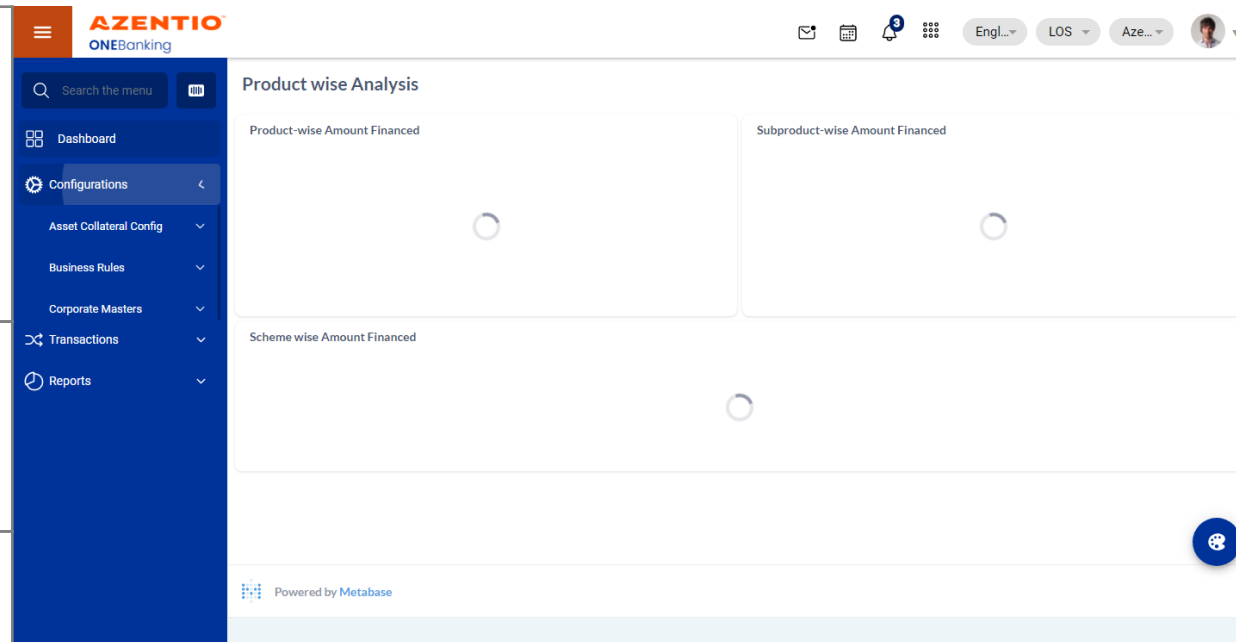 AZENTIO
ONEBanking
3
Engl...
LOS
Aze...
Search the menu
Dashboard
Configurations
Asset Collateral Config
Business Rules
Corporate Masters
Transactions
Reports
Product wise Analysis
Product-wise Amount Financed
Subproduct-wise Amount Financed
Scheme wise Amount Financed
Powered by Metabase